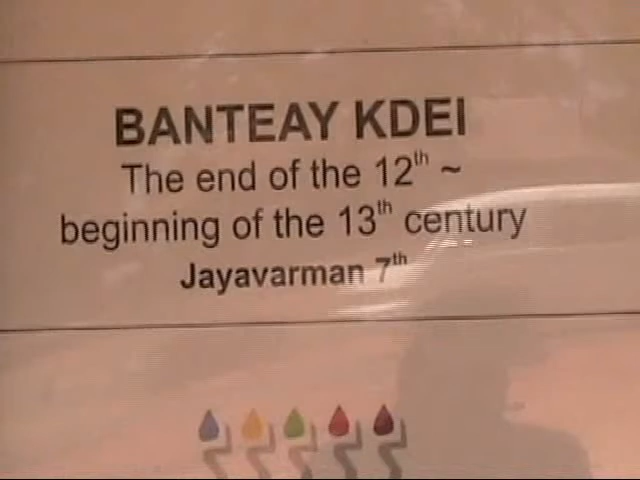 BANTEAY KDEI
The end of the 12th ~
beginning of the 13th century
Jayavarman 7th